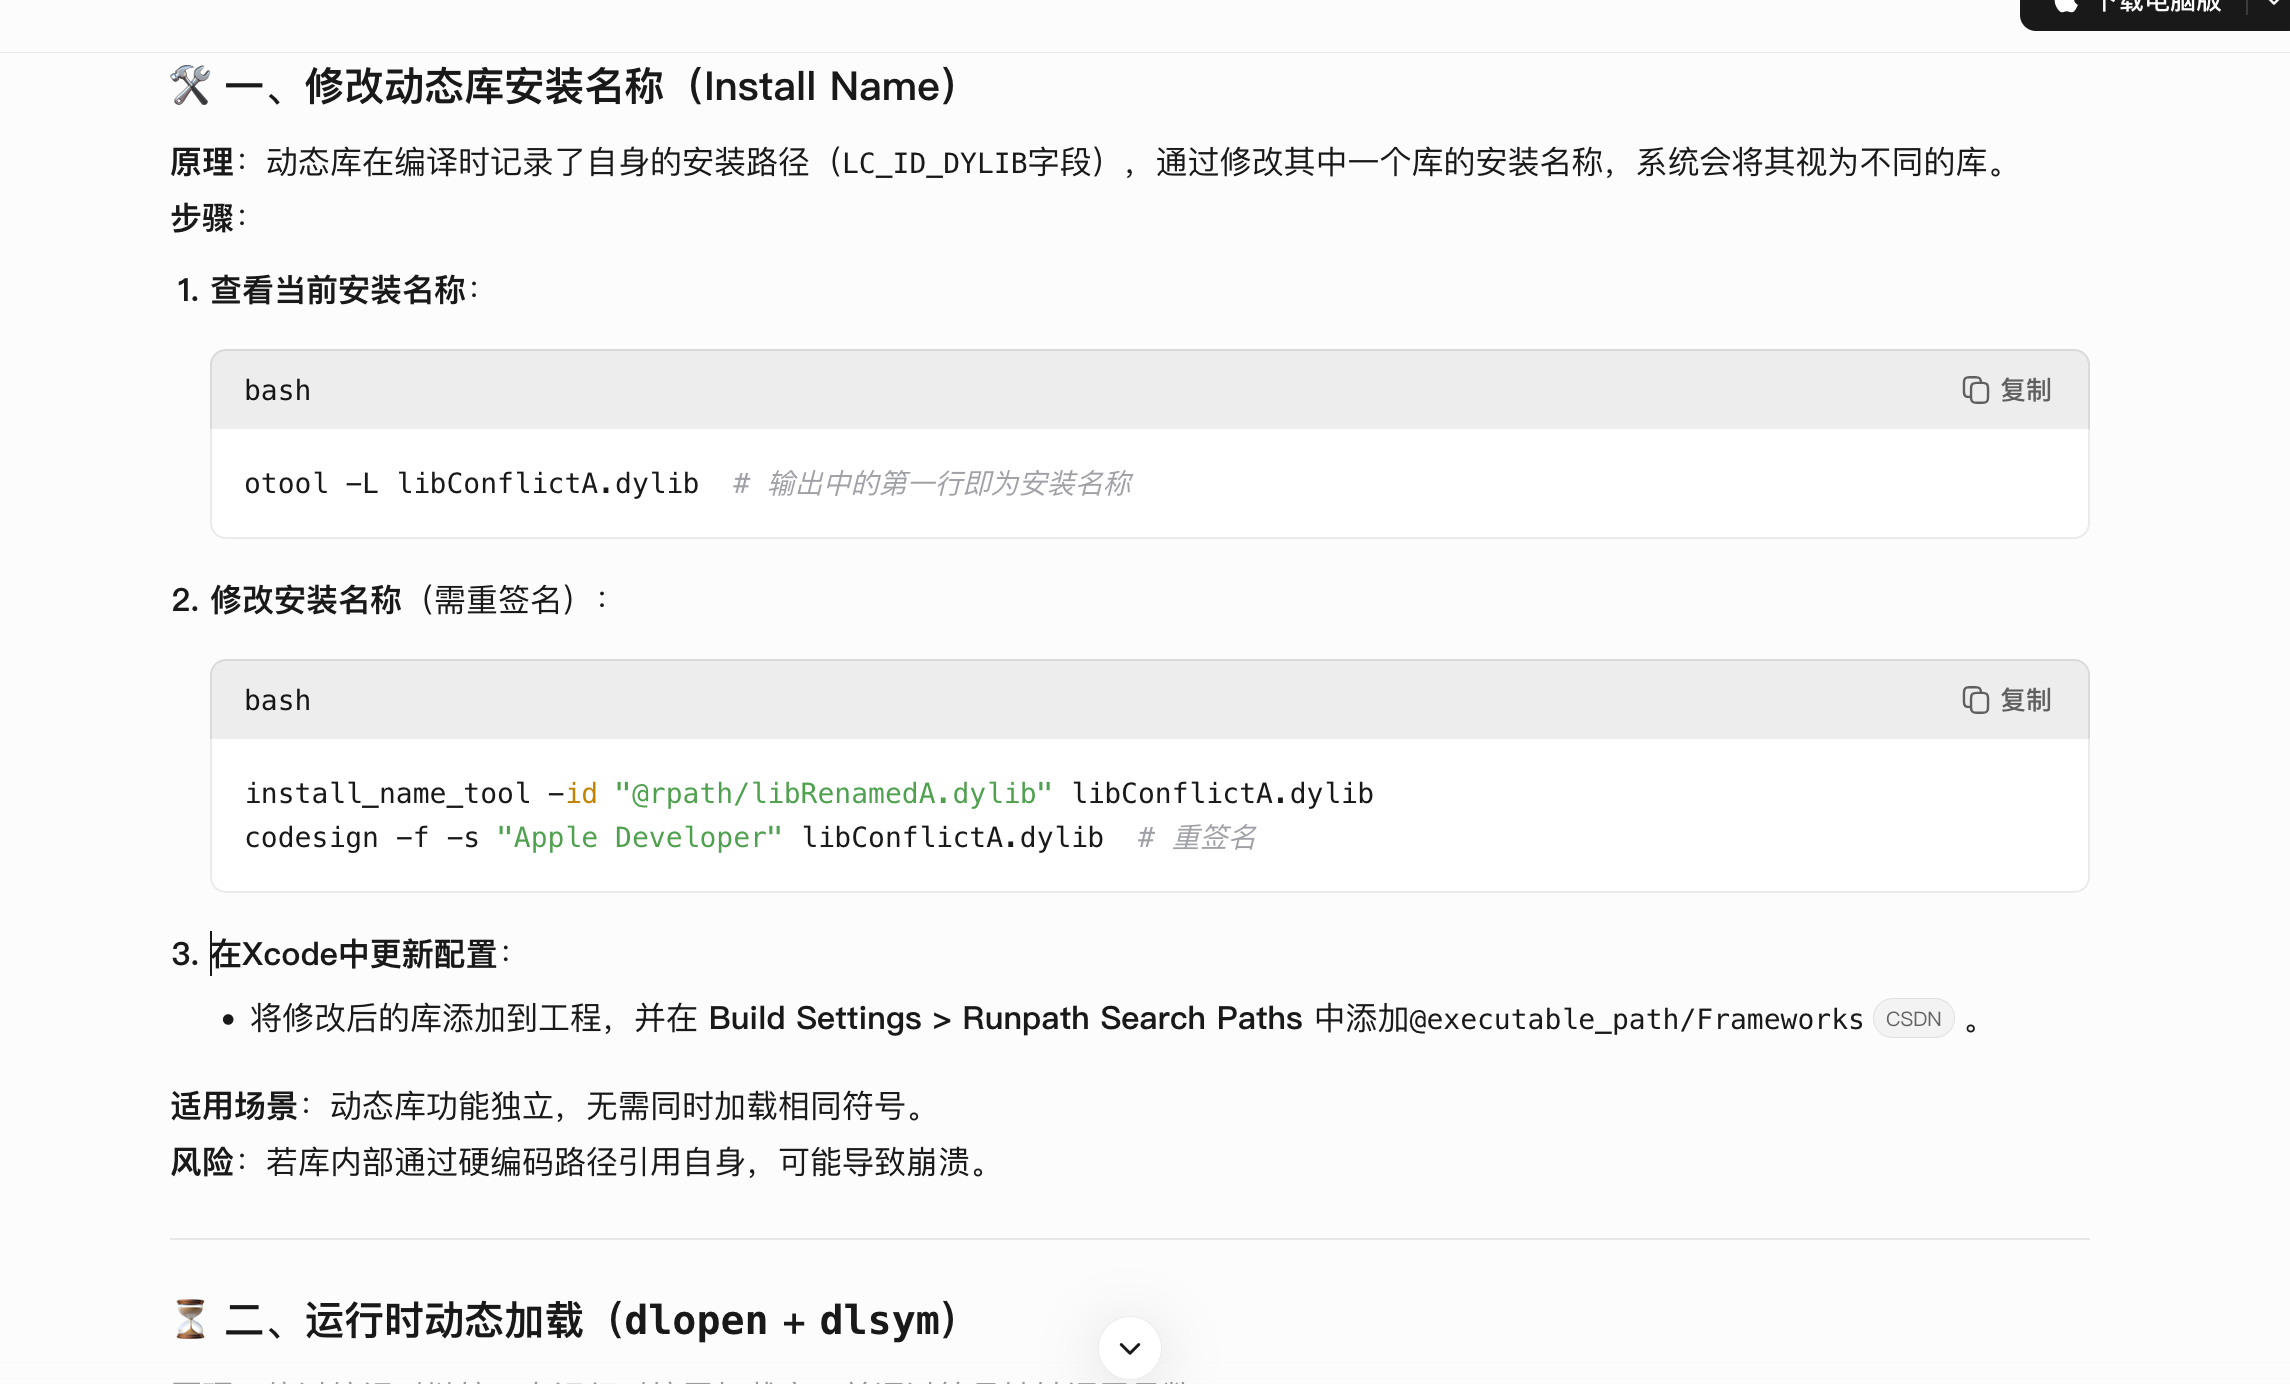 下载电脑版
🛠 一、修改动态库安装名称（Install Name）
原理：动态库在编译时记录了自身的安装路径（LC_ID_DYLIB字段），通过修改其中一个库的安装名称，系统会将其视为不同的库。
步骤：
1. 查看当前安装名称：
bash 复制
otool -L libConflictA.dylib  # 输出中的第一行即为安装名称
2. 修改安装名称（需重签名）：
bash 复制
install_name_tool -id "@rpath/libRenamedA.dylib" libConflictA.dylib
codesign -f -s "Apple Developer" libConflictA.dylib  # 重签名
3. 在Xcode中更新配置：
• 将修改后的库添加到工程，并在 Build Settings > Runpath Search Paths 中添加@executable_path/Frameworks CSDN 。
适用场景：动态库功能独立，无需同时加载相同符号。
风险：若库内部通过硬编码路径引用自身，可能导致崩溃。
⏳ 二、运行时动态加载（dlopen + dlsym）